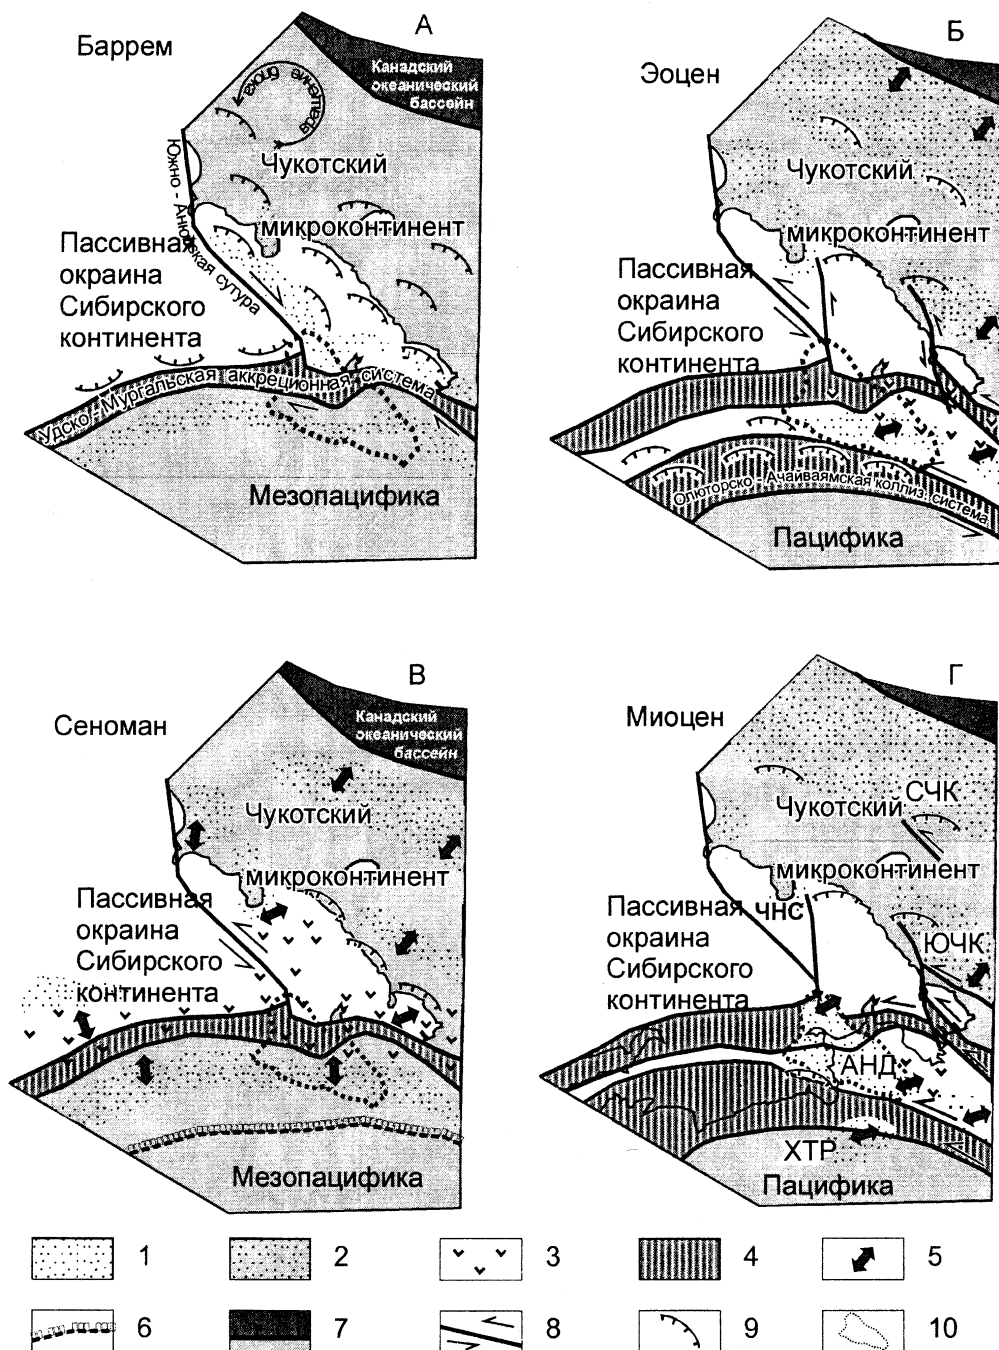 А
Баррем
Канадский
океанический
бассейн
вращение блока
Чукотский
микроконтинент
Южно - Анюйская сутура
Пассивная
окраина
Сибирского
континента
Удско - Мургальская аккреционная система
Мезопацифика
Б
Эоцен
Чукотский
микроконтинент
Пассивная
окраина
Сибирского
континента
Олюторско - Ачайваямская коллиз. система
Пацифика
В
Сеноман
Канадский
океанический
бассейн
Чукотский
микроконтинент
Пассивная
окраина
Сибирского
континента
Мезопацифика
Г
Миоцен
СЧК
Чукотский
микроконтинент
ЧНС
Пассивная
окраина
Сибирского
континента
ЮЧК
АНД
ХТР
Пацифика
1 2 3 4 5
6 7 8 9 10